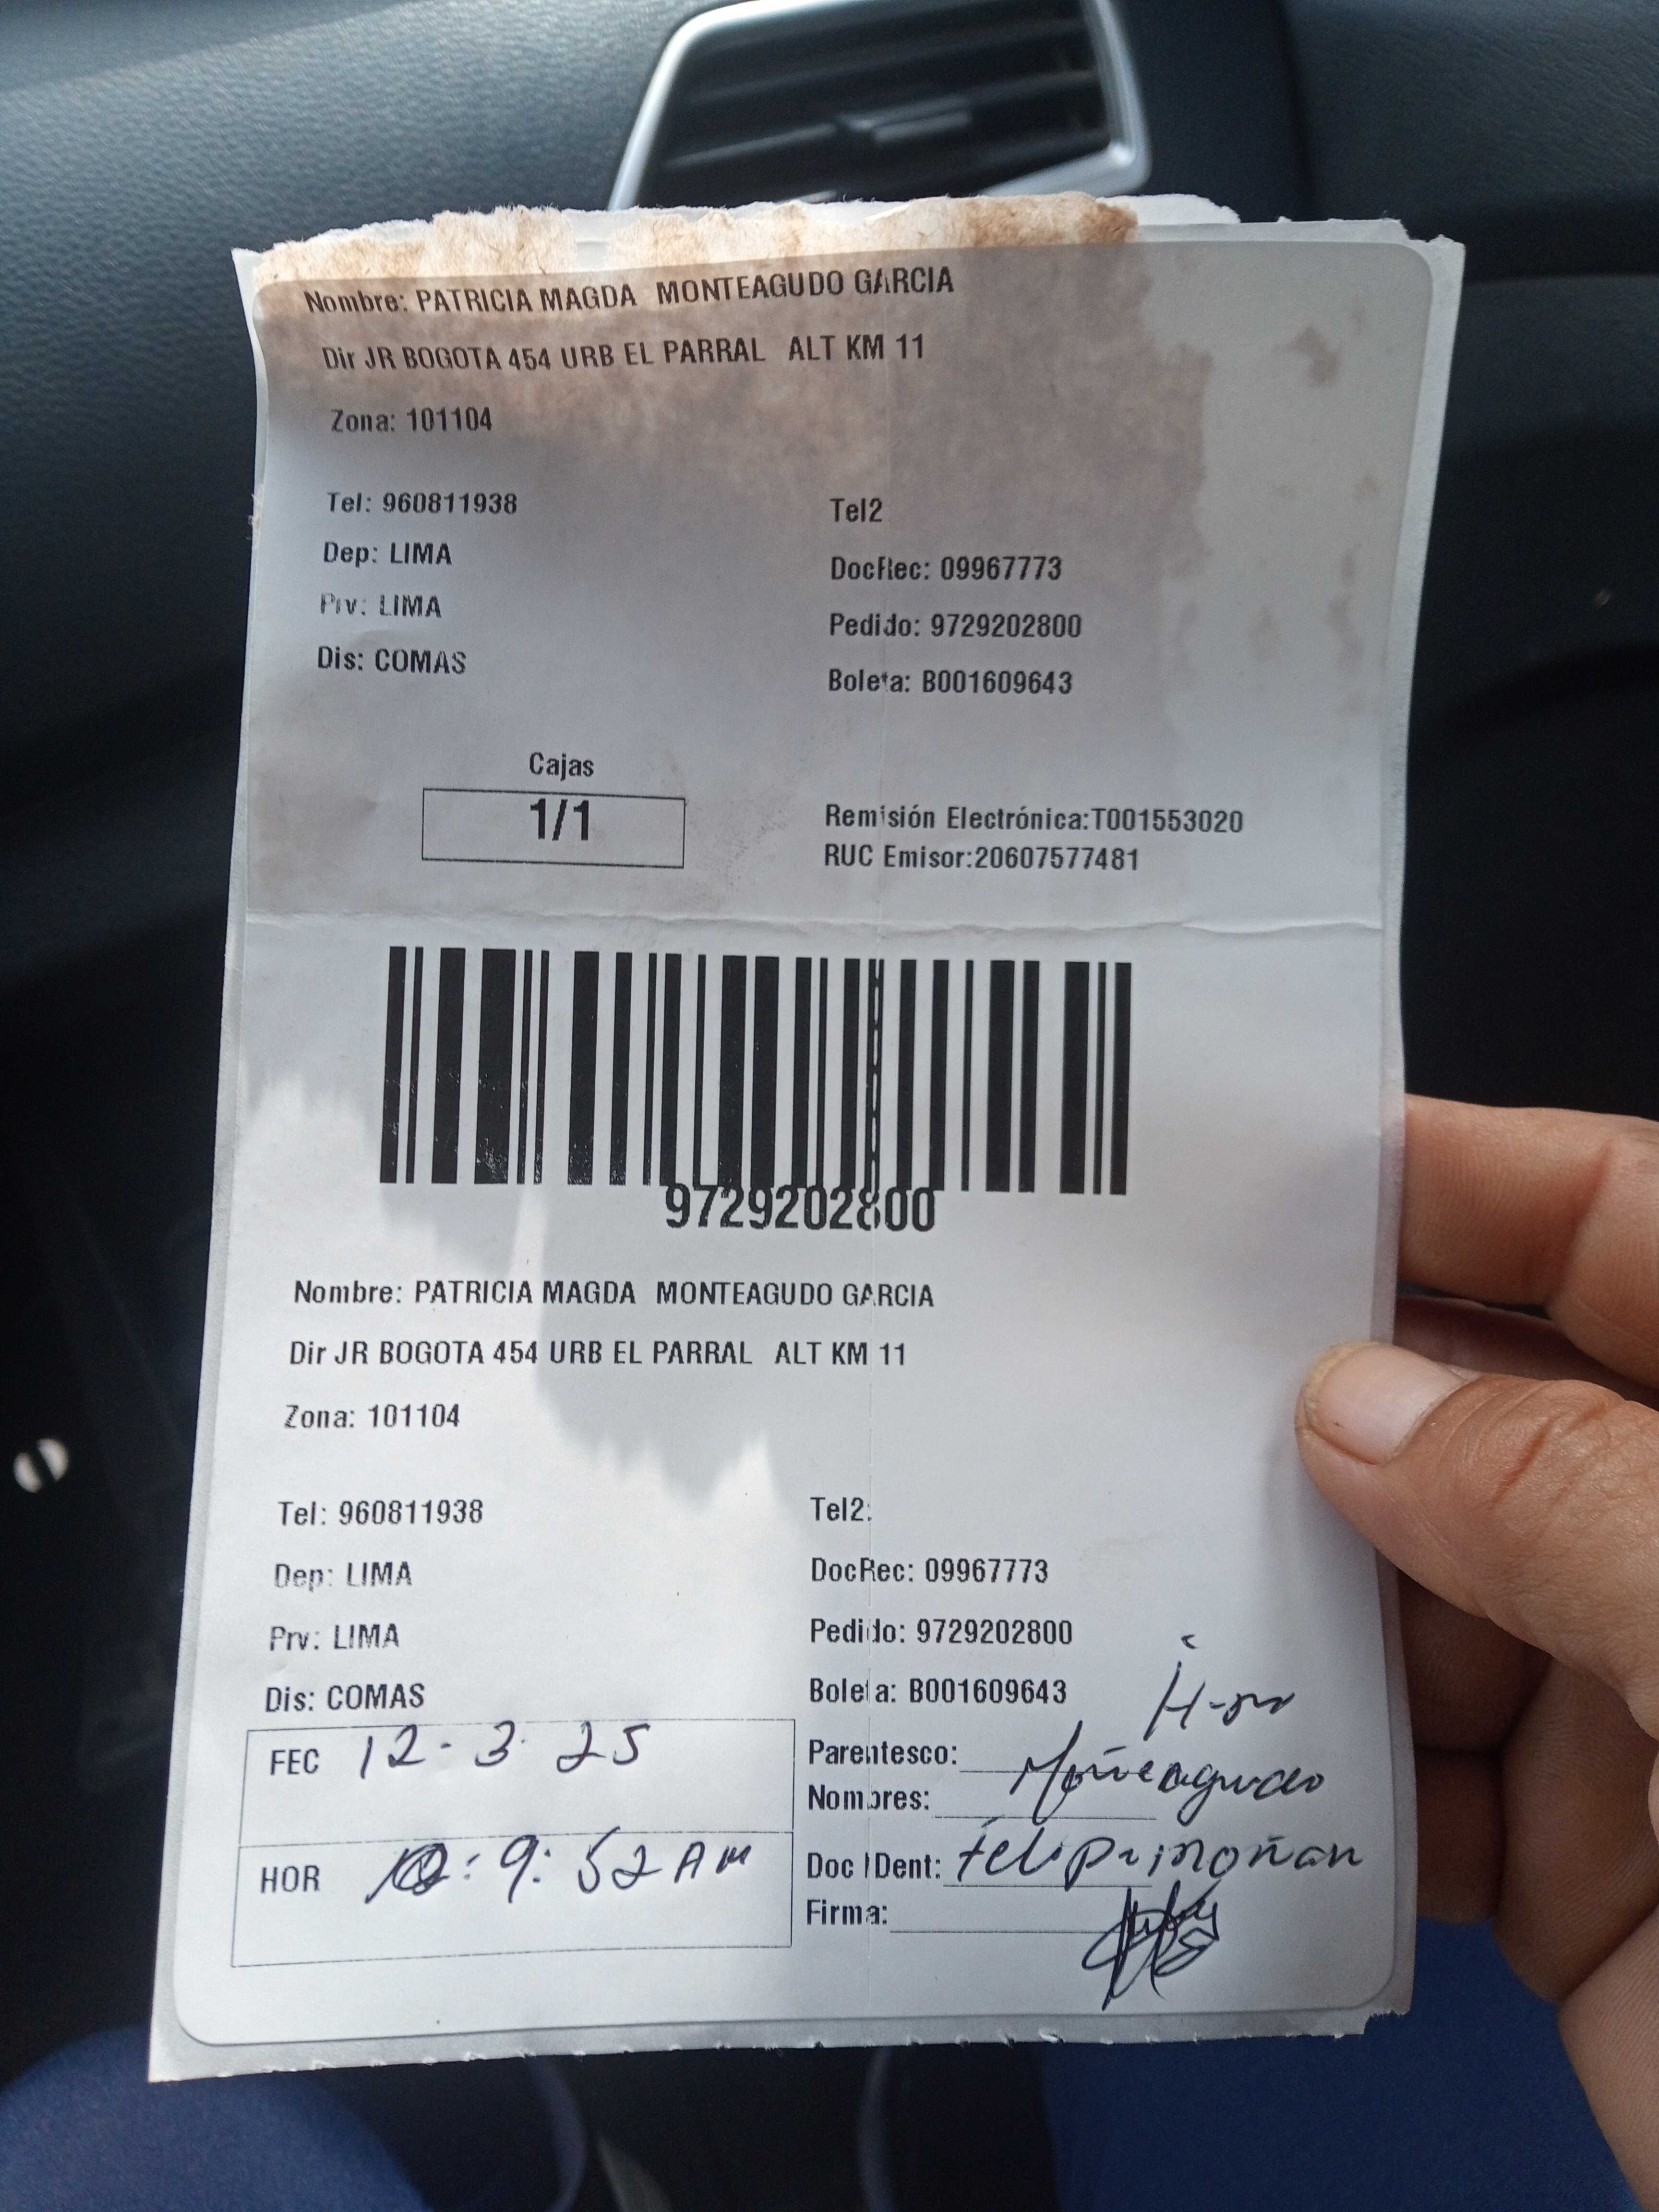 Nombre: PATRICIA MAGDA MONTEAGUDO GARCIA
Dir JR BOGOTA 454 URB EL PARRAL ALT KM 11
Zona: 101104
Tel: 960811938 Tel2
Dep: LIMA DocRec: 09967773
Prv: LIMA Pedido: 9729202800
Dis: COMAS Boleta: B001609643
Cajas
1/1
Remisión Electrónica:T001553020
RUC Emisor:20607577481
9729202800
Nombre: PATRICIA MAGDA MONTEAGUDO GARCIA
Dir JR BOGOTA 454 URB EL PARRAL ALT KM 11
Zona: 101104
Tel: 960811938 Tel2:
Dep: LIMA DocRec: 09967773
Prv: LIMA Pedido: 9729202800
Dis: COMAS Boleta: B001609643
FEC 12-3-25 Parentesco:
Nombres:
HOR 9:52 AM Doc IDent:
Firma: